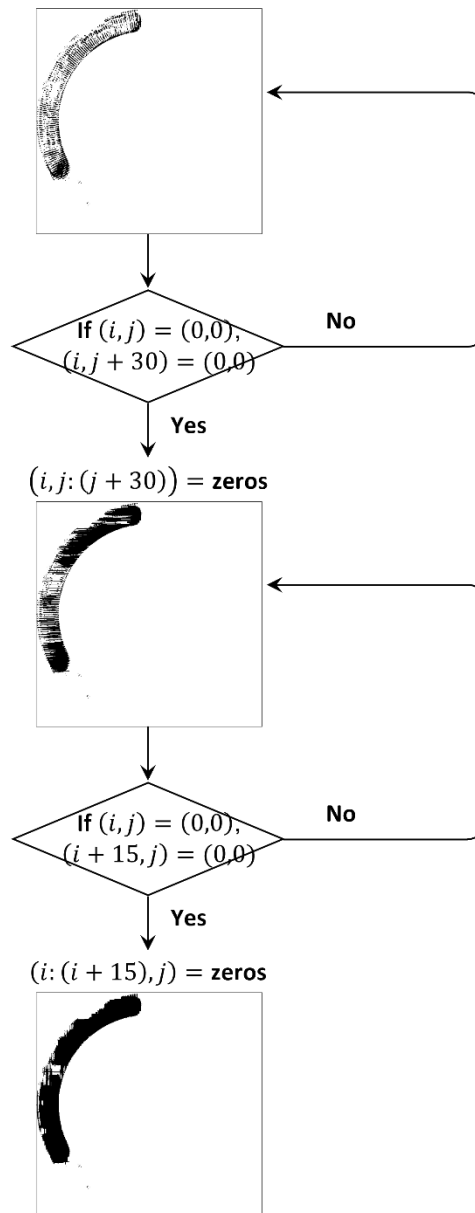 If (i, j) = (0,0),
(i, j + 30) = (0,0)
No
Yes
(i, j: (j + 30)) = zeros
If (i, j) = (0,0),
(i + 15, j) = (0,0)
No
Yes
(i: (i + 15), j) = zeros